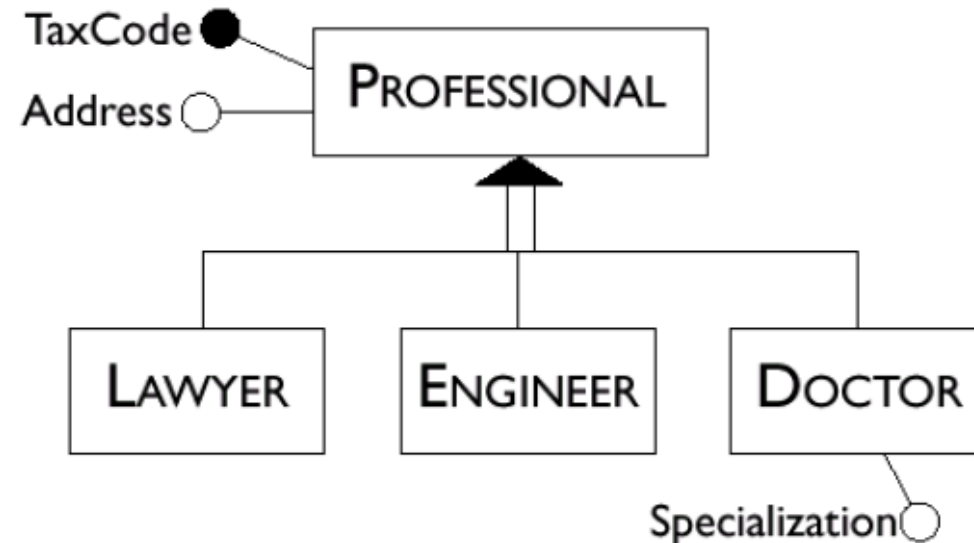 TaxCode
PROFESSIONAL
Address
LAWYER
ENGINEER
DOCTOR
Specialization